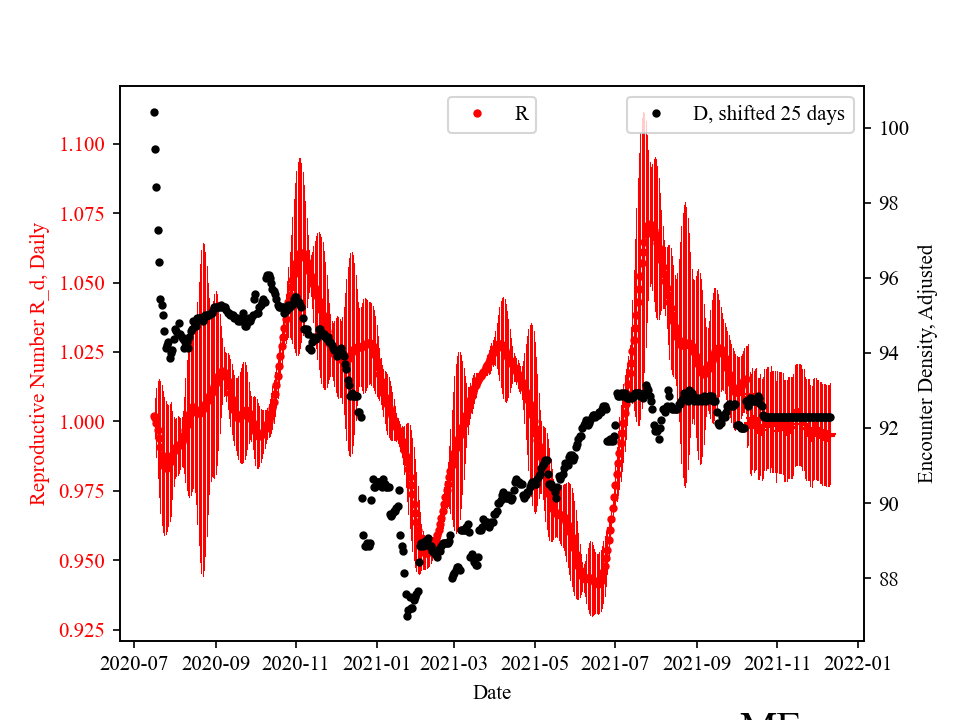 R
D, shifted 25 days
1.100
1.075
1.050
1.025
1.000
0.975
0.950
0.925
Reproductive Number R_d, Daily
100
98
96
94
92
90
88
Encounter Density, Adjusted
2020-07 2020-09 2020-11 2021-01 2021-03 2021-05 2021-07 2021-09 2021-11 2022-01
Date
ME